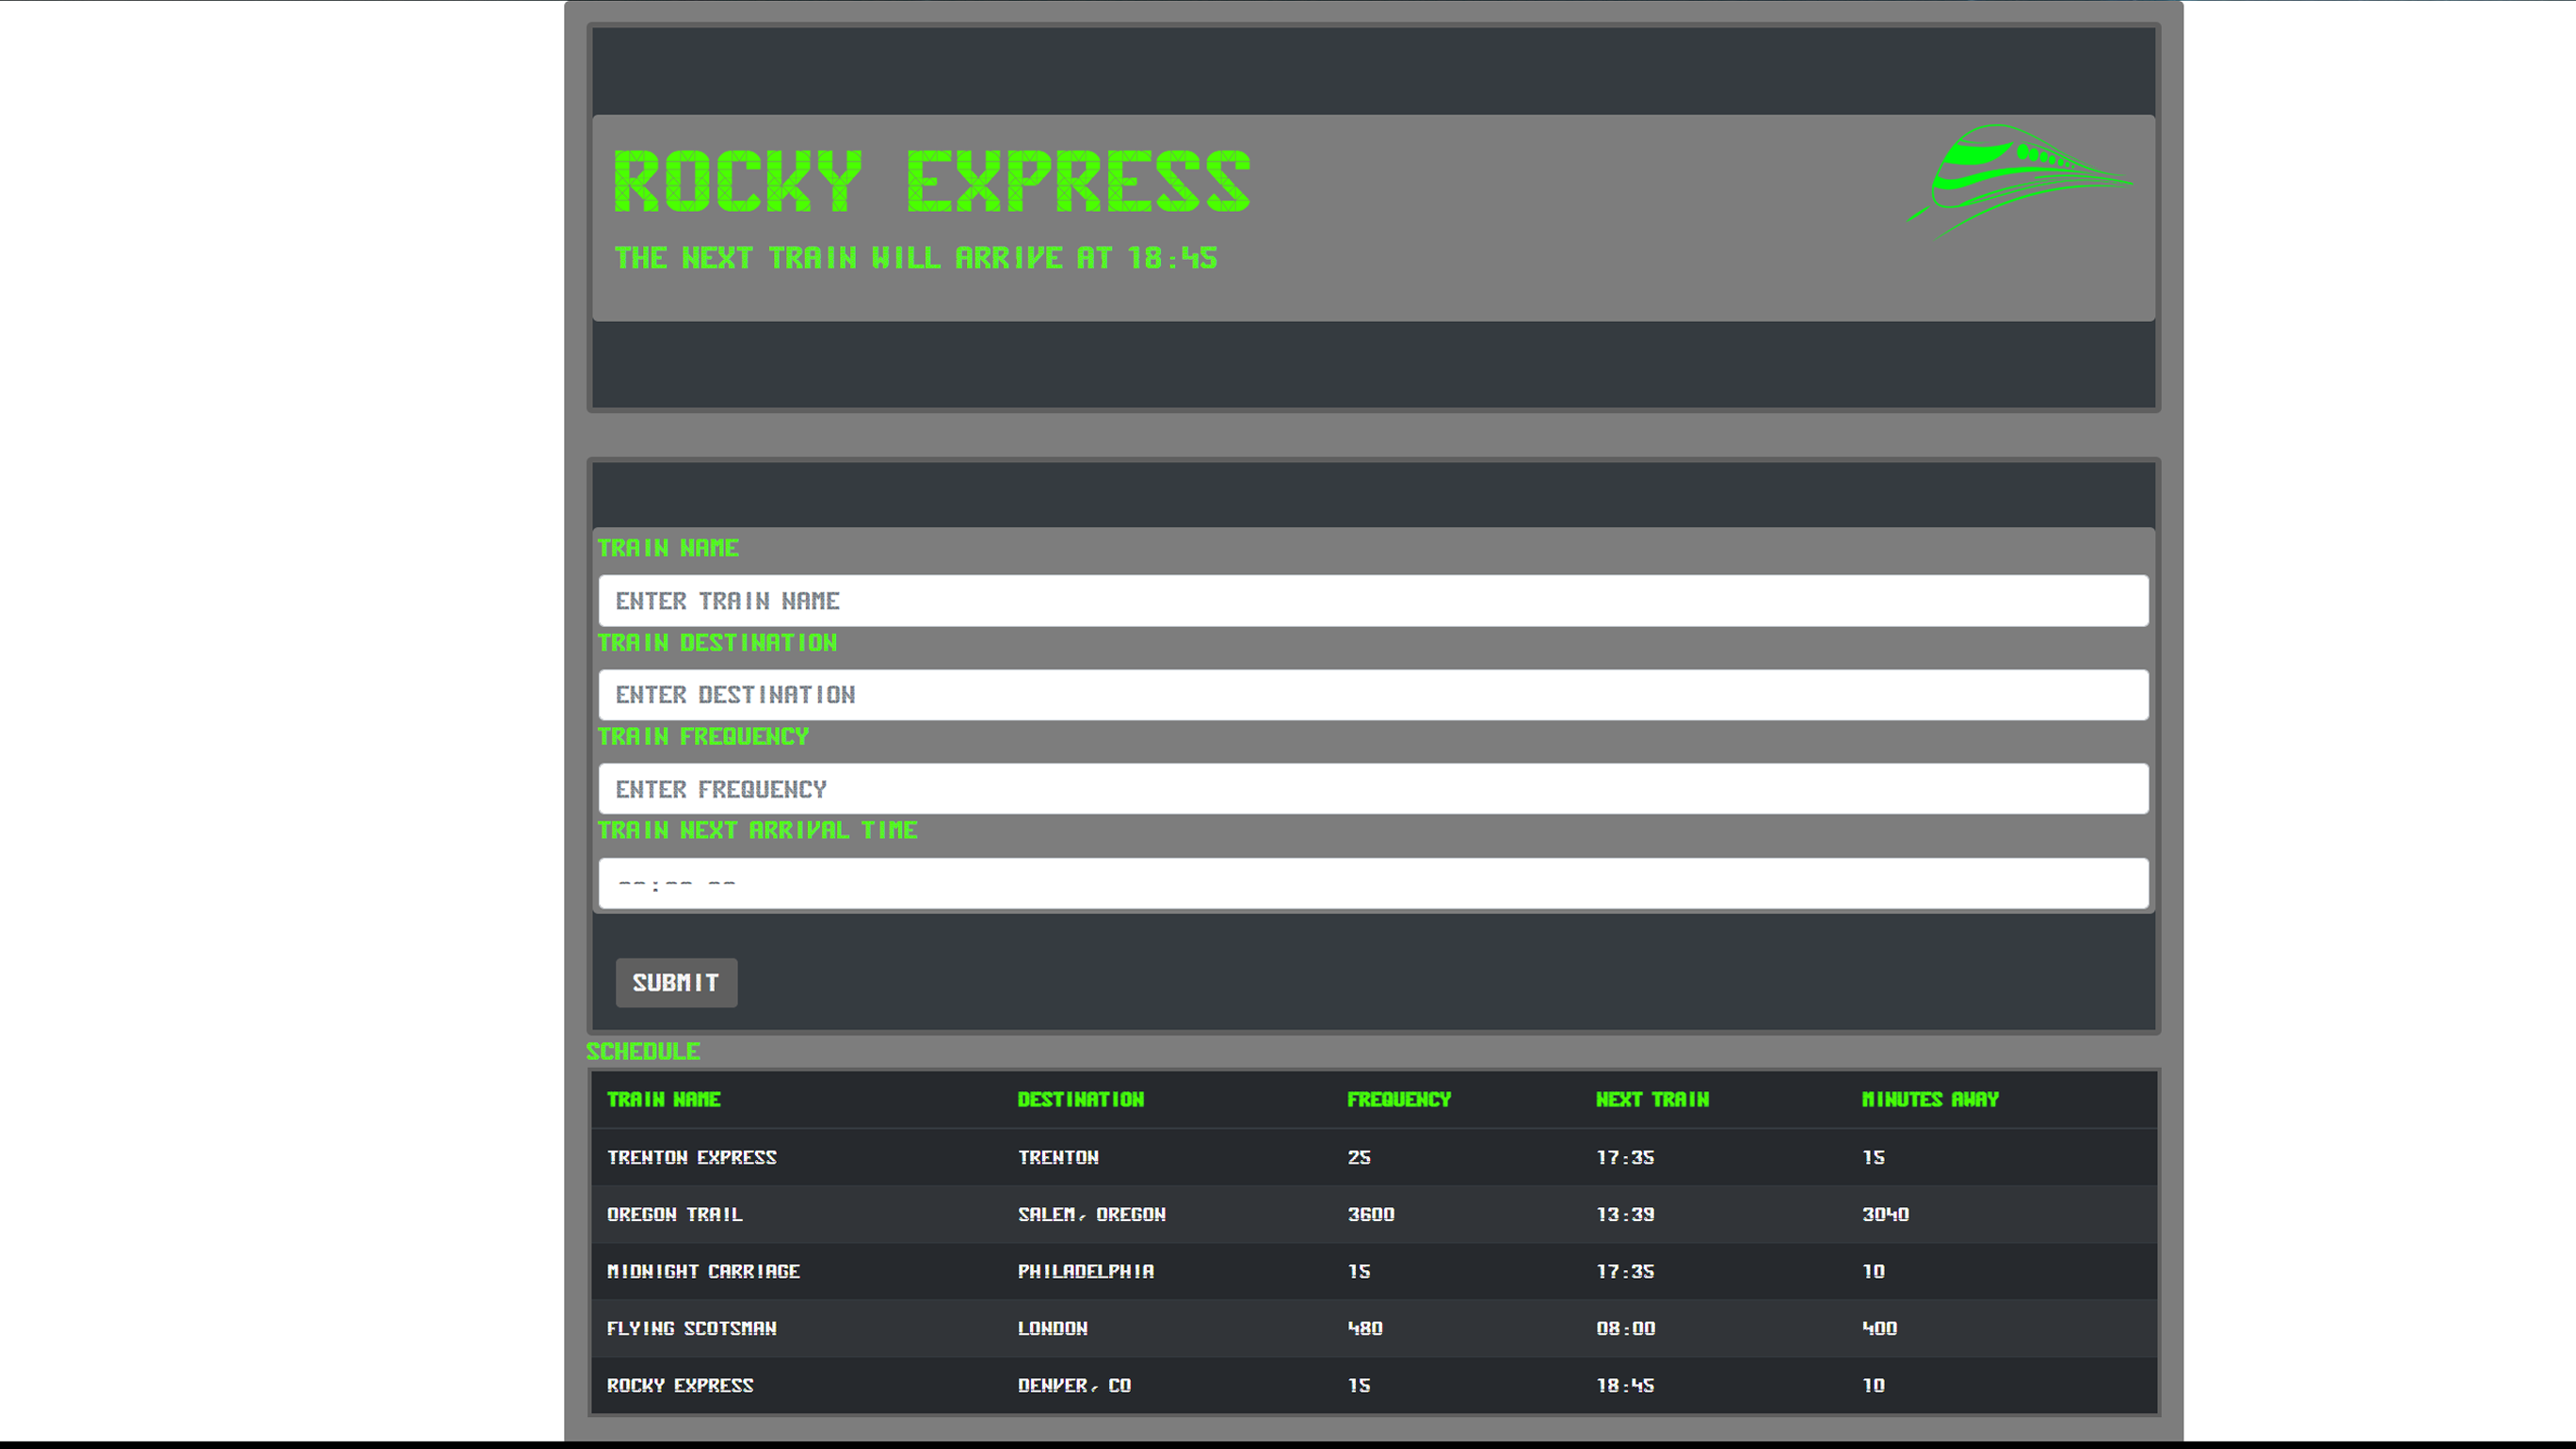 ROCKY EXPRESS
THE NEXT TRAIN WILL ARRIVE AT 18:45
TRAIN NAME
ENTER TRAIN NAME
TRAIN DESTINATION
ENTER DESTINATION
TRAIN FREQUENCY
ENTER FREQUENCY
TRAIN NEXT ARRIVAL TIME
--:-- --
SUBMIT
SCHEDULE
TRAIN NAME DESTINATION FREQUENCY NEXT TRAIN MINUTES AWAY
TRENTON EXPRESS TRENTON 25 17:35 15
OREGON TRAIL SALEM, OREGON 3600 13:39 3040
MIDNIGHT CARRIAGE PHILADELPHIA 15 17:35 10
FLYING SCOTSMAN LONDON 480 08:00 400
ROCKY EXPRESS DENVER, CO 15 18:45 10